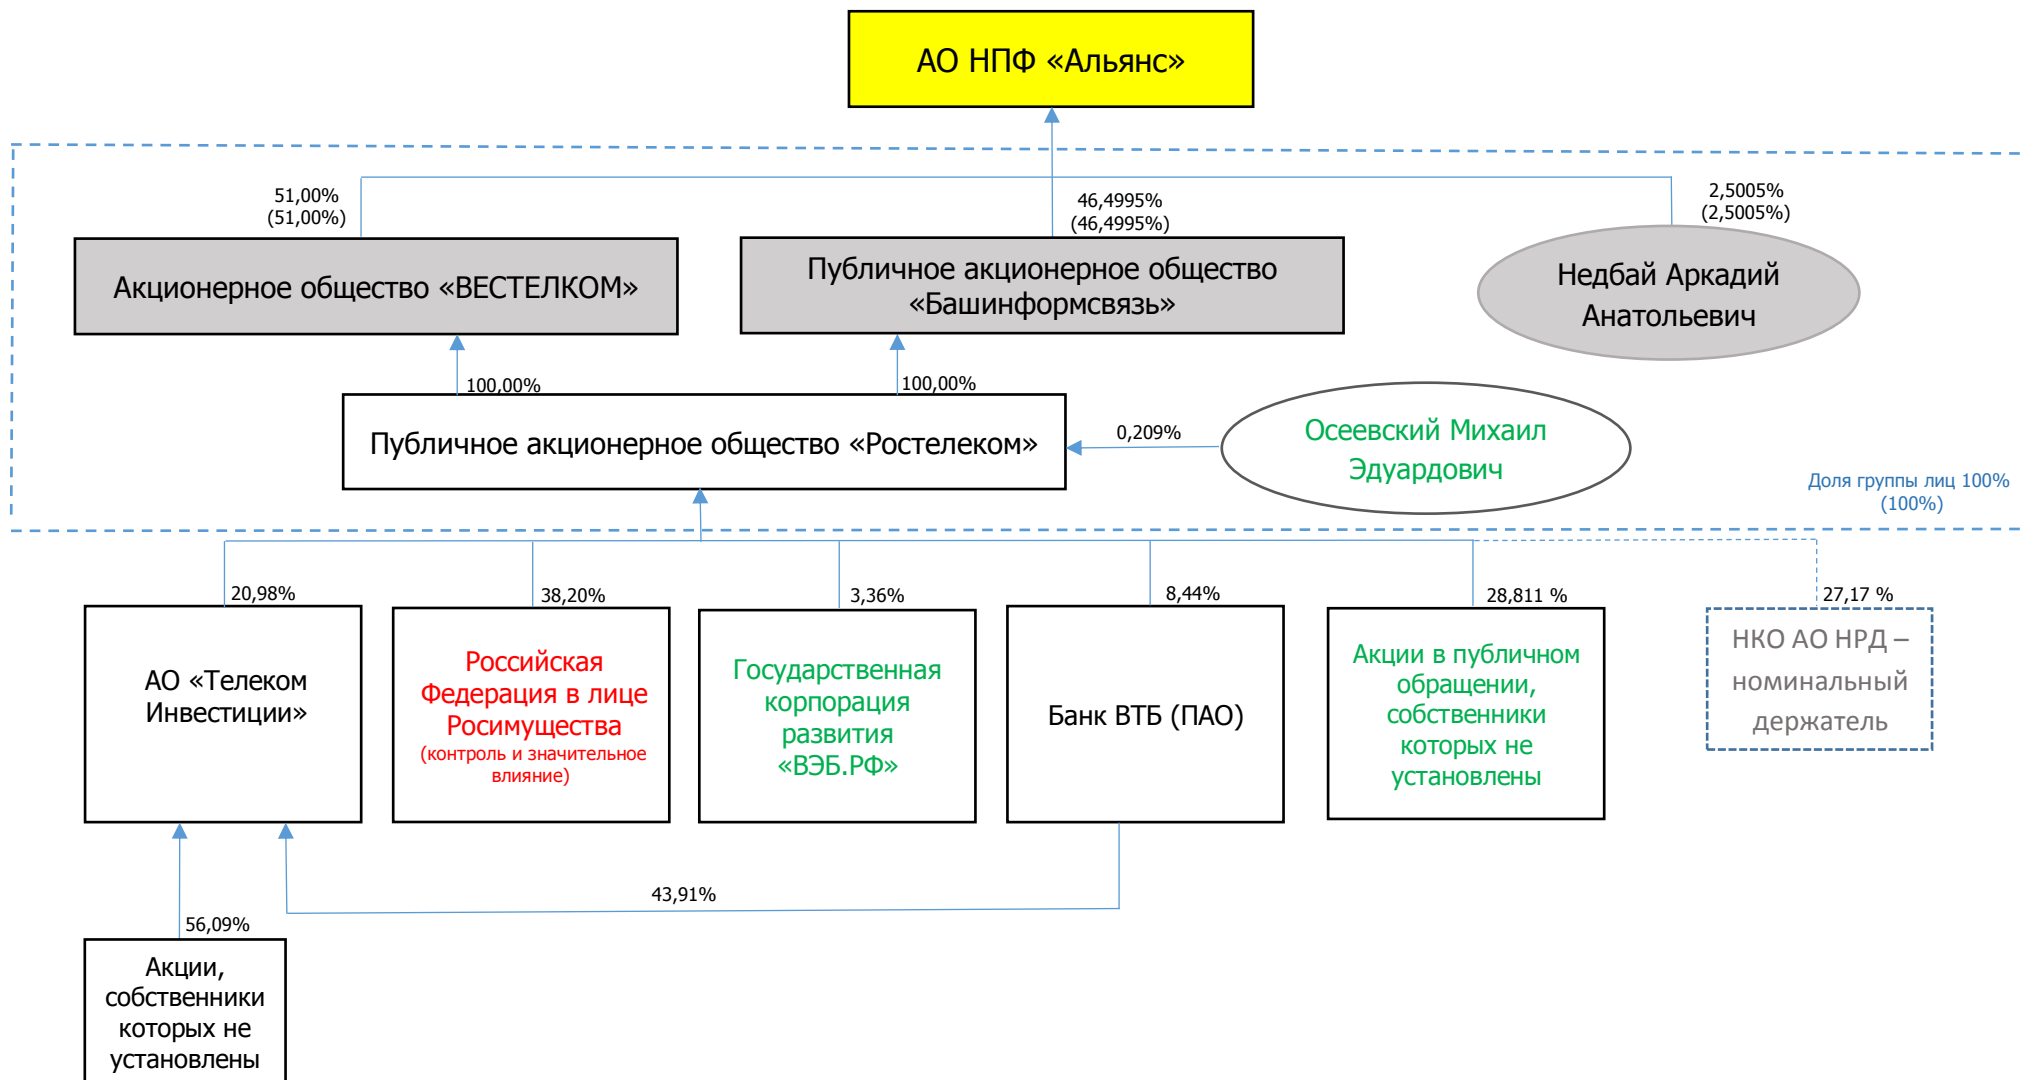 АО НПФ «Альянс»
51,00%
(51,00%)
46,4995%
(46,4995%)
2,5005%
(2,5005%)
Акционерное общество «ВЕСТЕЛКОМ»
Публичное акционерное общество
«Башинформсвязь»
Недбай Аркадий
Анатольевич
100,00%
100,00%
Публичное акционерное общество «Ростелеком»
0,209%
Осеевский Михаил
Эдуардович
Доля группы лиц 100%
(100%)
20,98%
38,20%
3,36%
8,44%
28,811 %
27,17 %
АО «Телеком
Инвестиции»
Российская
Федерация в лице
Росимущества
(контроль и значительное
влияние)
Государственная
корпорация
развития
«ВЭБ.РФ»
Банк ВТБ (ПАО)
Акции в публичном
обращении,
собственники
которых не
установлены
НКО АО НРД –
номинальный
держатель
43,91%
56,09%
Акции,
собственники
которых не
установлены